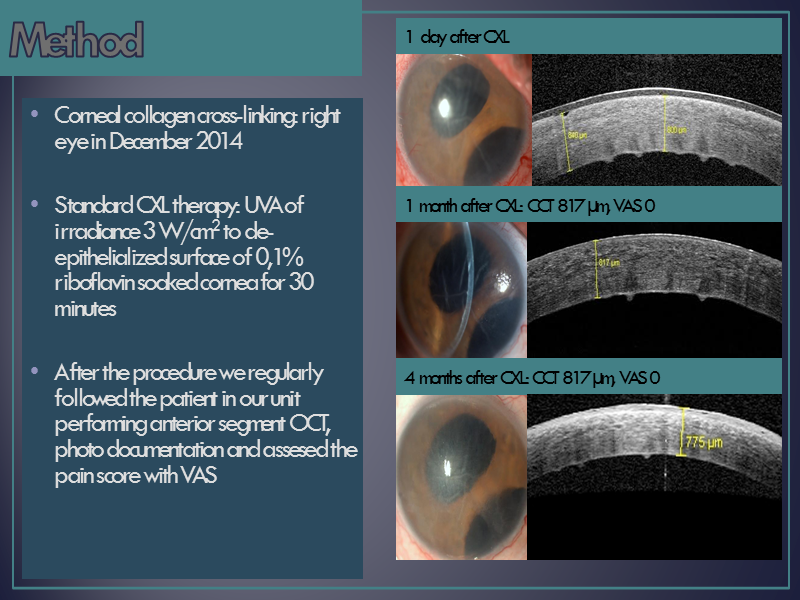 Method
• Corneal collagen cross-linking: right
eye in December 2014
• Standard CXL therapy: UVA of
irradiance 3 W/cm² to de-
epithelialized surface of 0,1%
riboflavin soaked cornea for 30
minutes
• After the procedure we regularly
followed the patient in our unit
performing anterior segment OCT,
photo documentation and assesed the
pain score with VAS
1 day after CXL
1 month after CXL: CCT 817 µm, VAS 0
817 µm
4 months after CXL: CCT 817 µm, VAS 0
775 µm